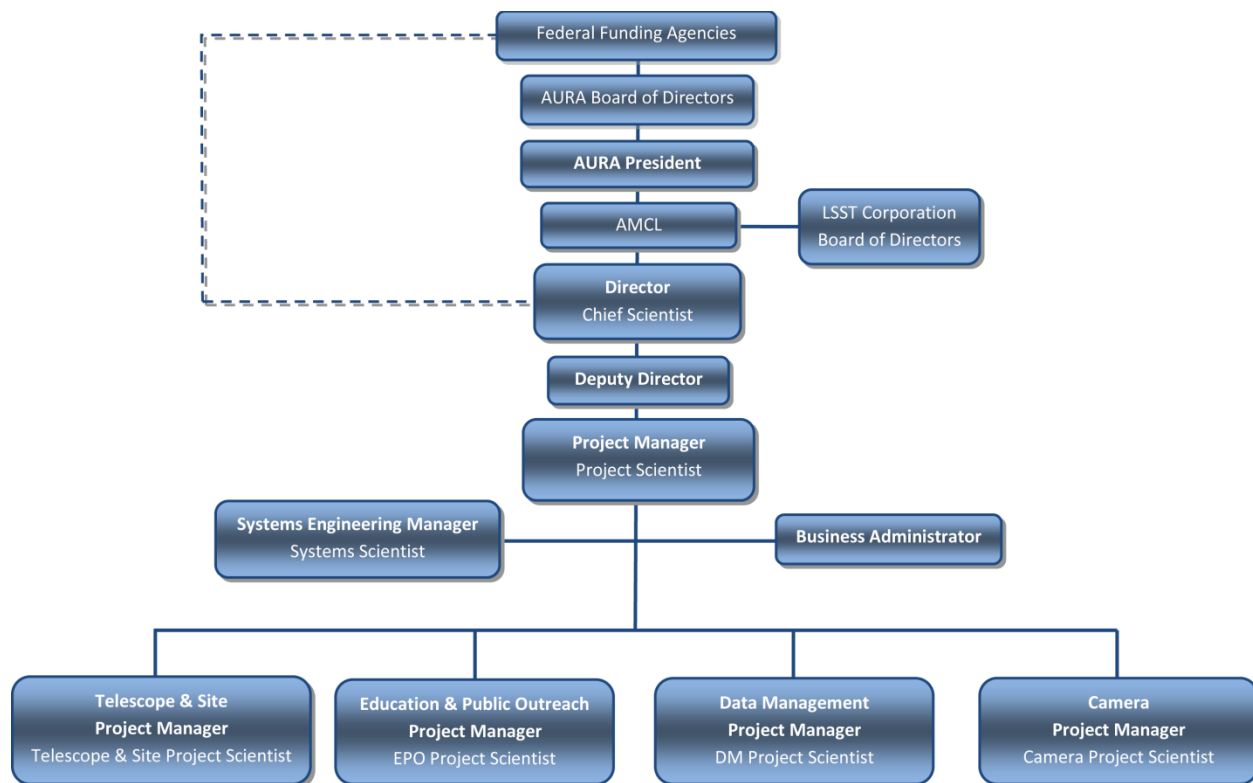 Federal Funding Agencies
AURA Board of Directors
AURA President
AMCL
LSST Corporation
Board of Directors
Director
Chief Scientist
Deputy Director
Project Manager
Project Scientist
Systems Engineering Manager
Systems Scientist
Business Administrator
Telescope & Site
Project Manager
Telescope & Site Project Scientist
Education & Public Outreach
Project Manager
EPO Project Scientist
Data Management
Project Manager
DM Project Scientist
Camera
Project Manager
Camera Project Scientist